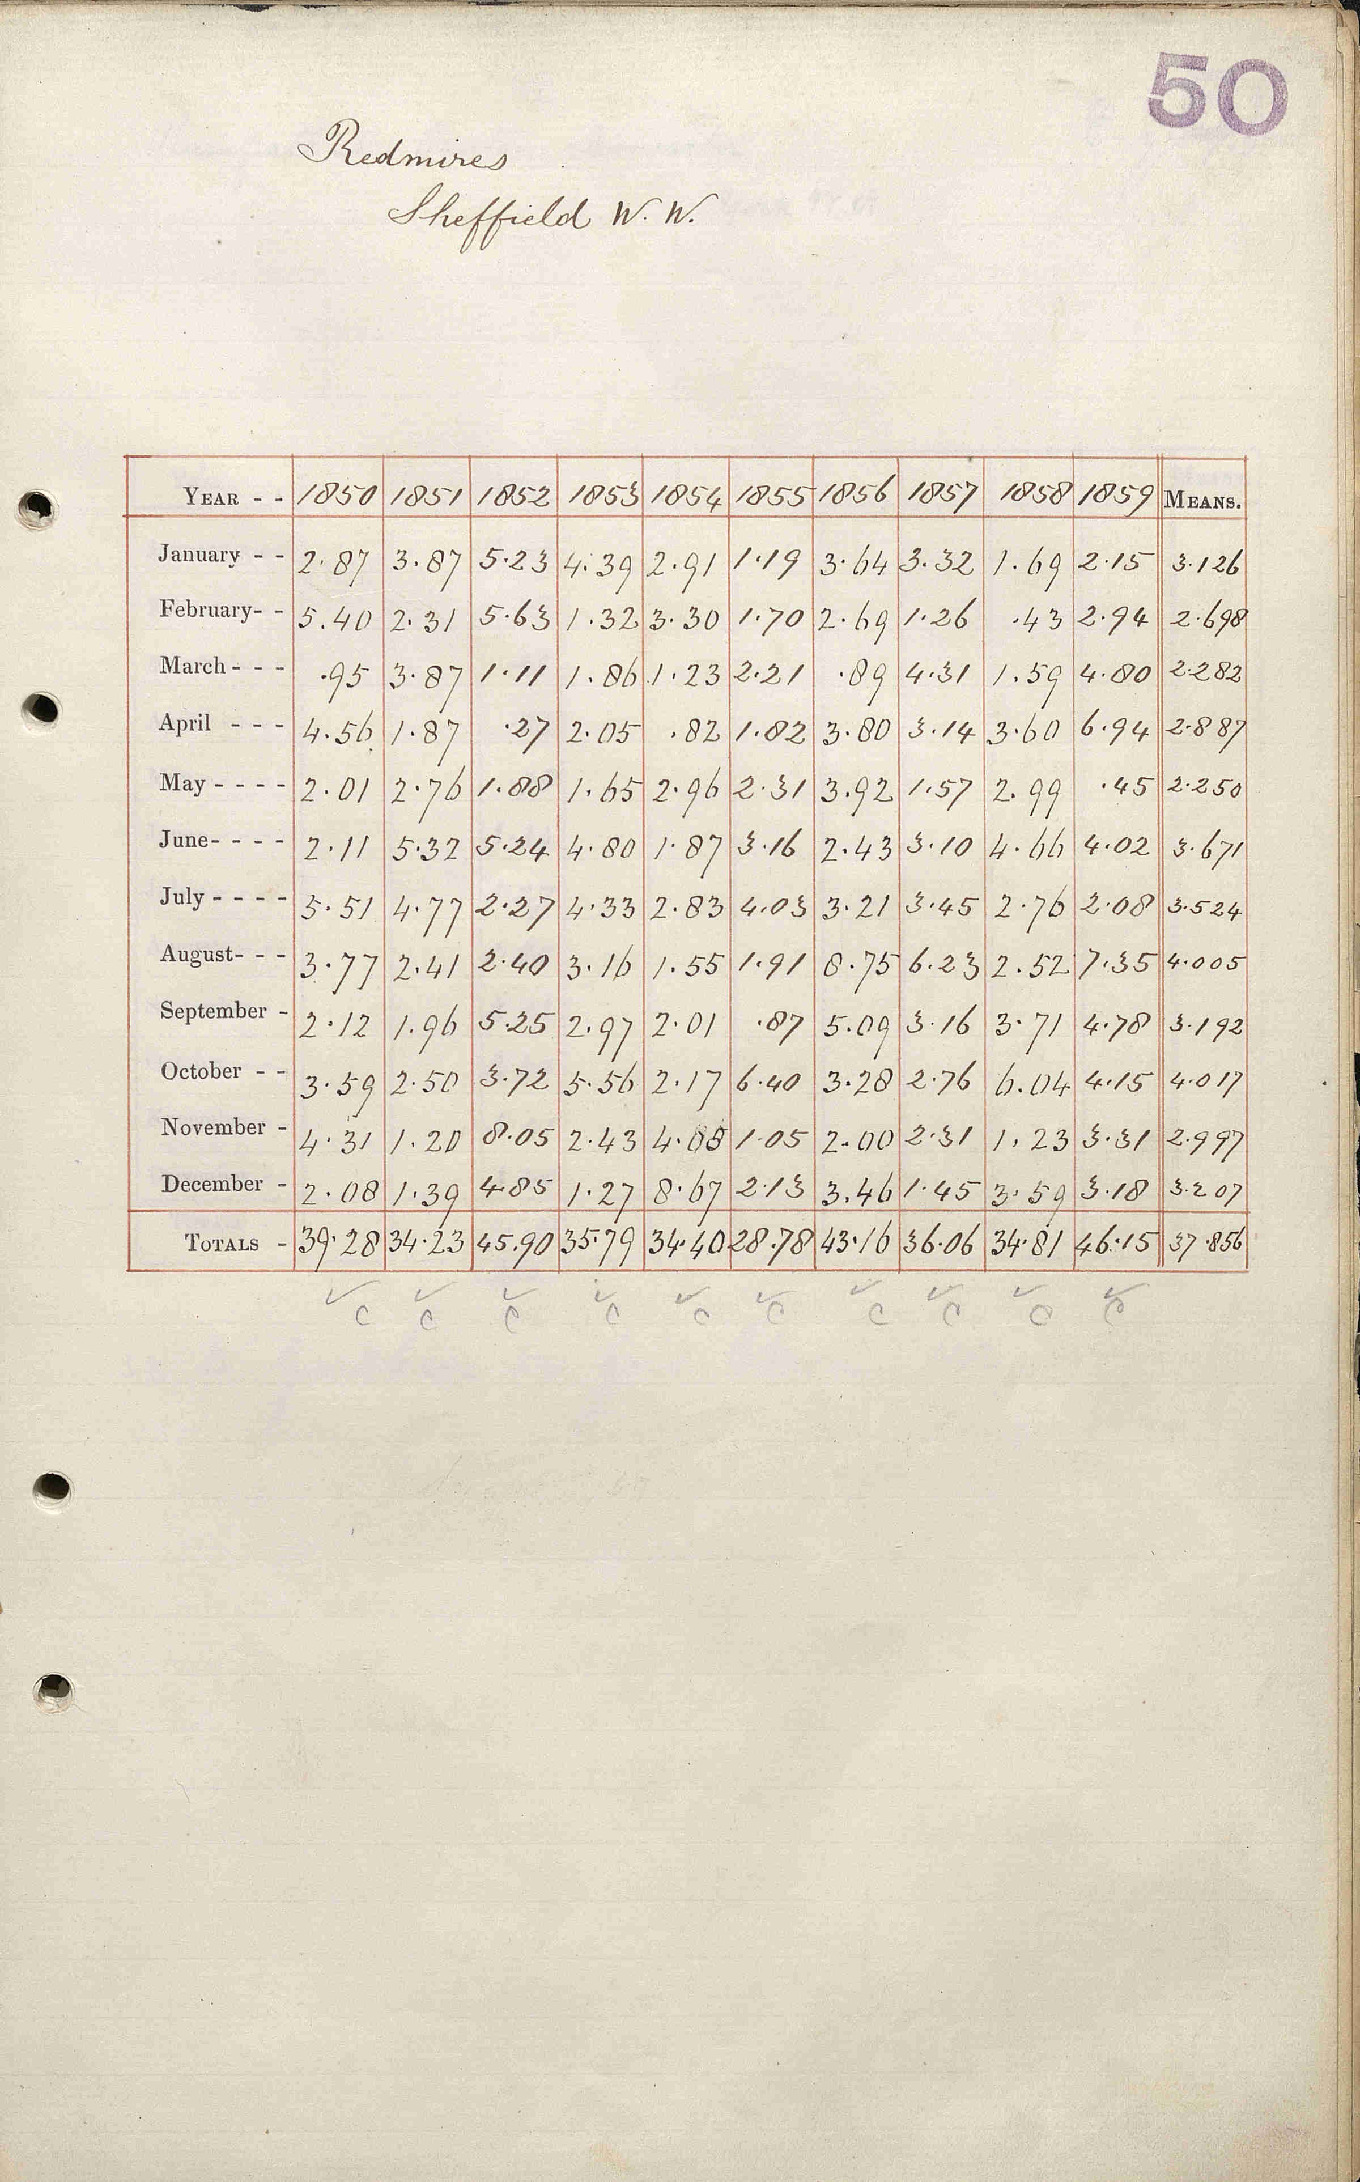 50
Redmires
Sheffield W. W.
YEAR - - 1850 1851 1852 1853 1854 1855 1856 1857 1858 1859 MEANS.
January - - 2.87 3.87 5.23 4.39 2.91 1.19 3.64 3.32 1.69 2.15 3.126
February- - 5.40 2.31 5.63 1.32 3.30 1.70 2.69 1.26 .43 2.94 2.698
March - - - .95 3.87 1.11 1.86 1.23 2.21 .89 4.31 1.59 4.80 2.282
April - - - 4.56 1.87 .27 2.05 .82 1.82 3.80 3.14 3.60 6.94 2.887
May - - - - 2.01 2.76 1.88 1.65 2.96 2.31 3.92 1.57 2.99 .45 2.250
June- - - - 2.11 5.32 5.24 4.80 1.87 3.16 2.43 3.10 4.66 4.02 3.671
July - - - - 5.51 4.77 2.27 4.33 2.83 4.03 3.21 3.45 2.76 2.08 3.524
August- - - 3.77 2.41 2.40 3.16 1.55 1.91 8.75 6.23 2.52 7.35 4.005
September - 2.12 1.96 5.25 2.97 2.01 .87 5.09 3.16 3.71 4.78 3.192
October - - 3.59 2.50 3.72 5.56 2.17 6.40 3.28 2.76 6.04 4.15 4.017
November - 4.31 1.20 8.05 2.43 4.08 1.05 2.00 2.31 1.23 3.31 2.997
December - 2.08 1.39 4.85 1.27 8.67 2.13 3.46 1.45 3.59 3.18 3.207
TOTALS - 39.28 34.23 45.90 35.79 34.40 28.78 43.16 36.06 34.81 46.15 37.856
✓ ✓ ✓ ✓ ✓ ✓ ✓ ✓ ✓ ✓
C C C C C C C C C C